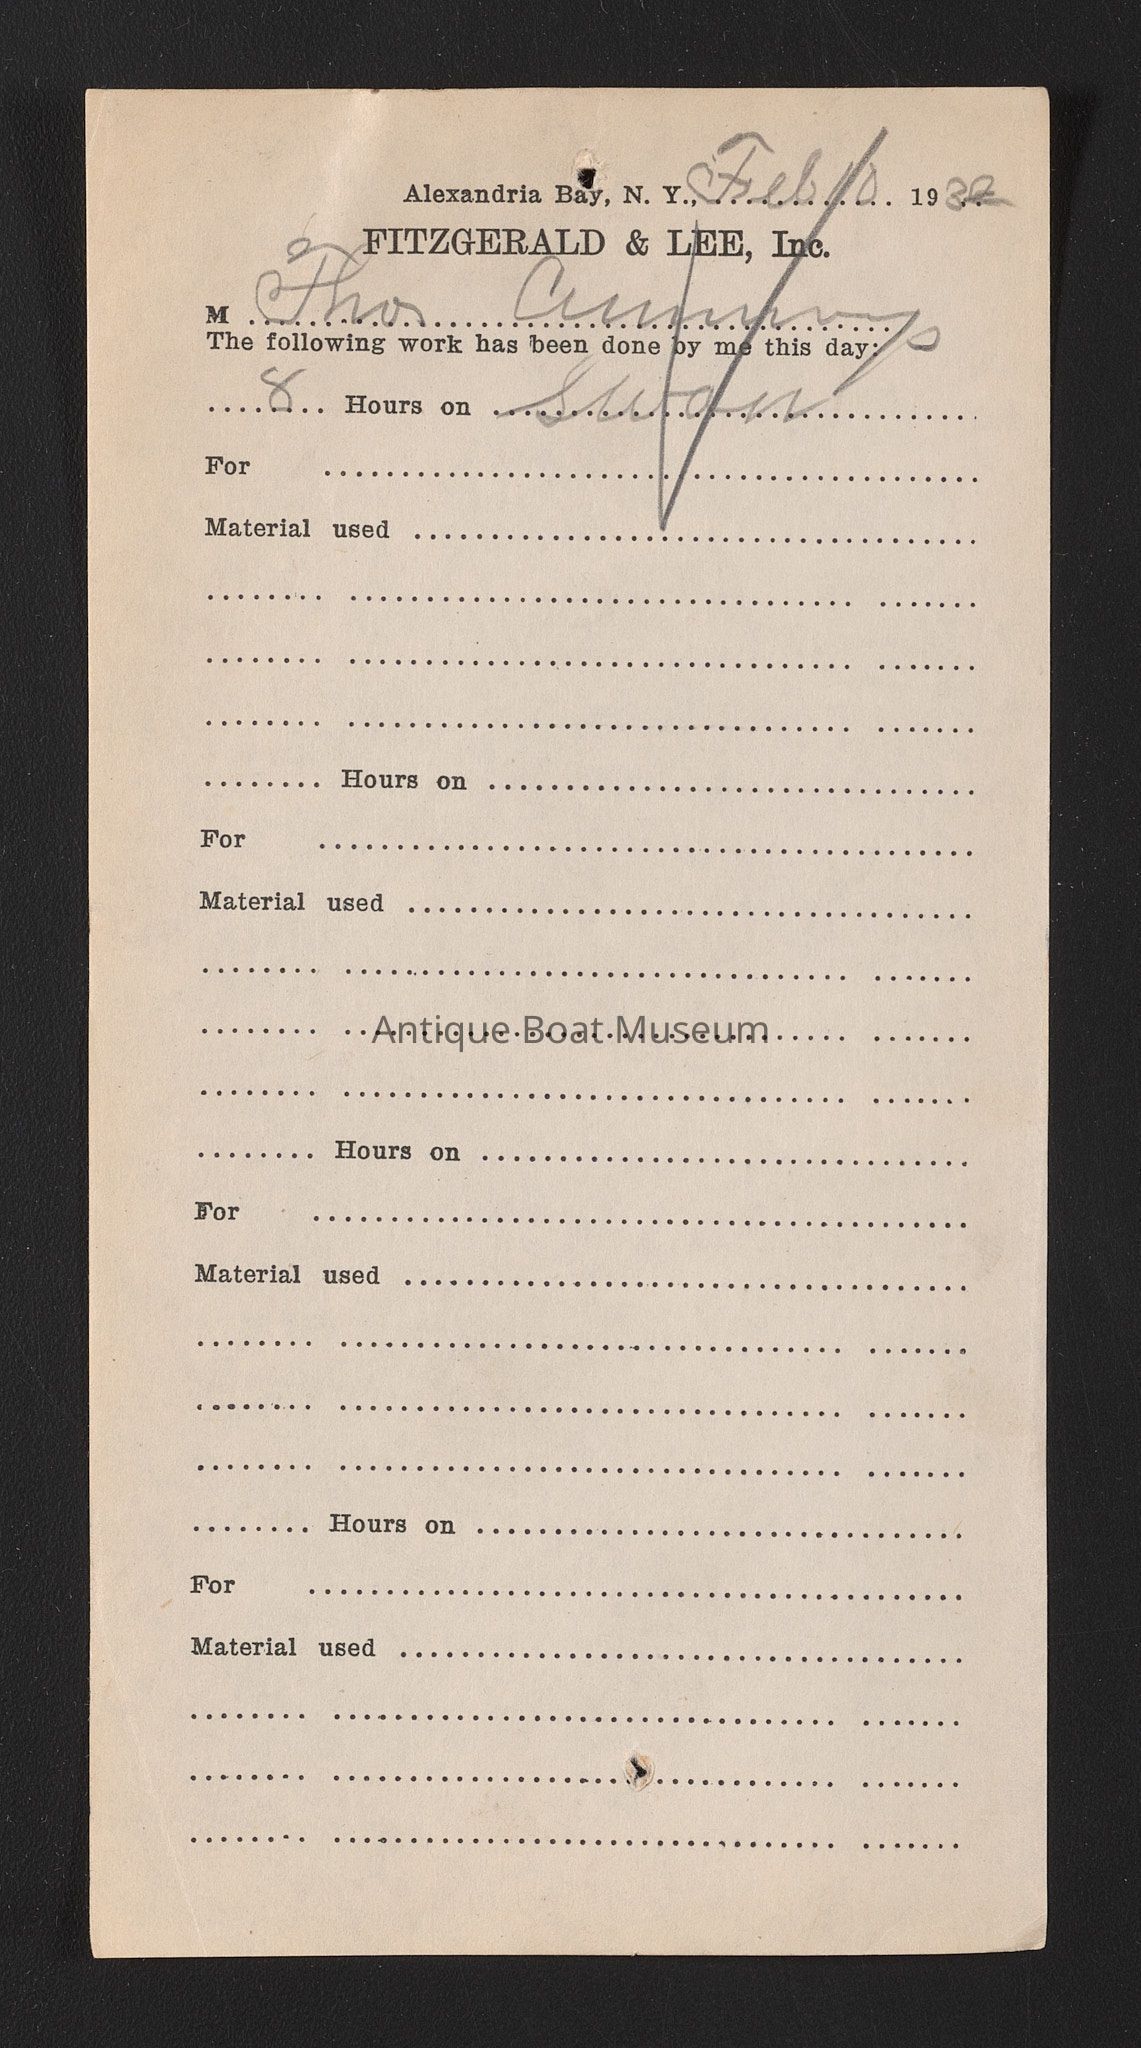 Alexandria Bay, N. Y., Feb 10 1932
FITZGERALD & LEE, Inc.
M Thos
The following work has been done by me this day:
8 Hours on Swan
For
Material used
Hours on
For
Material used
Antique Boat Museum
Hours on
For
Material used
Hours on
For
Material used